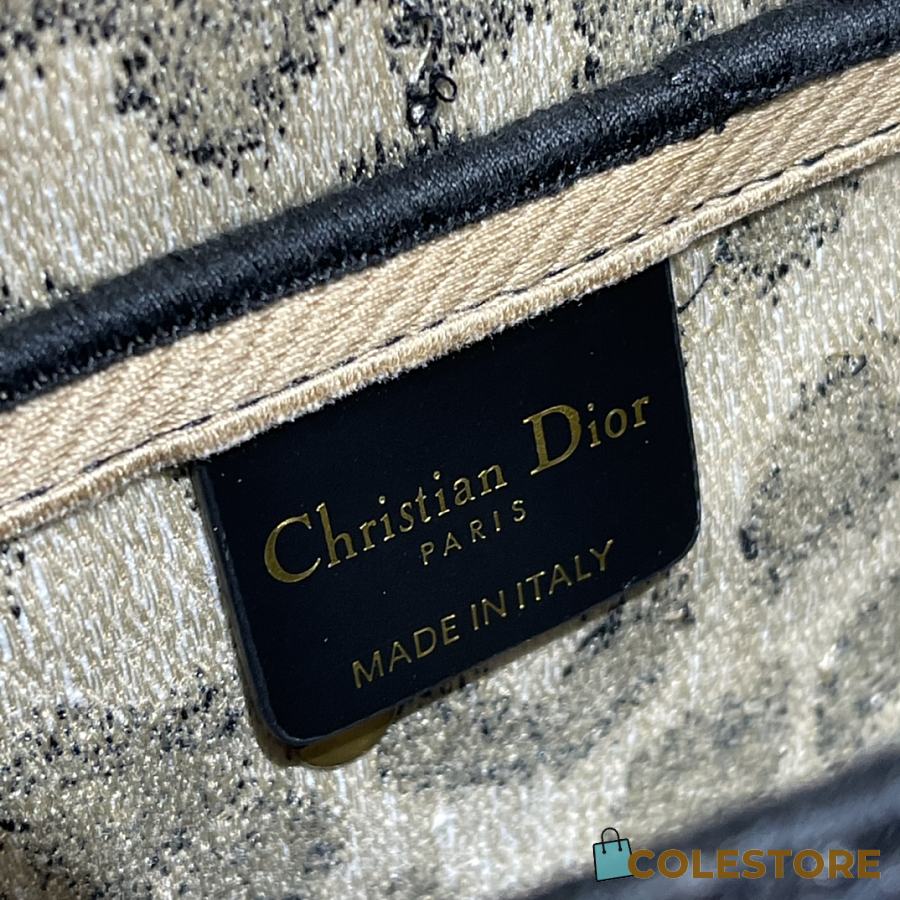 Christian Dior
PARIS
MADE IN ITALY
COLESTORE